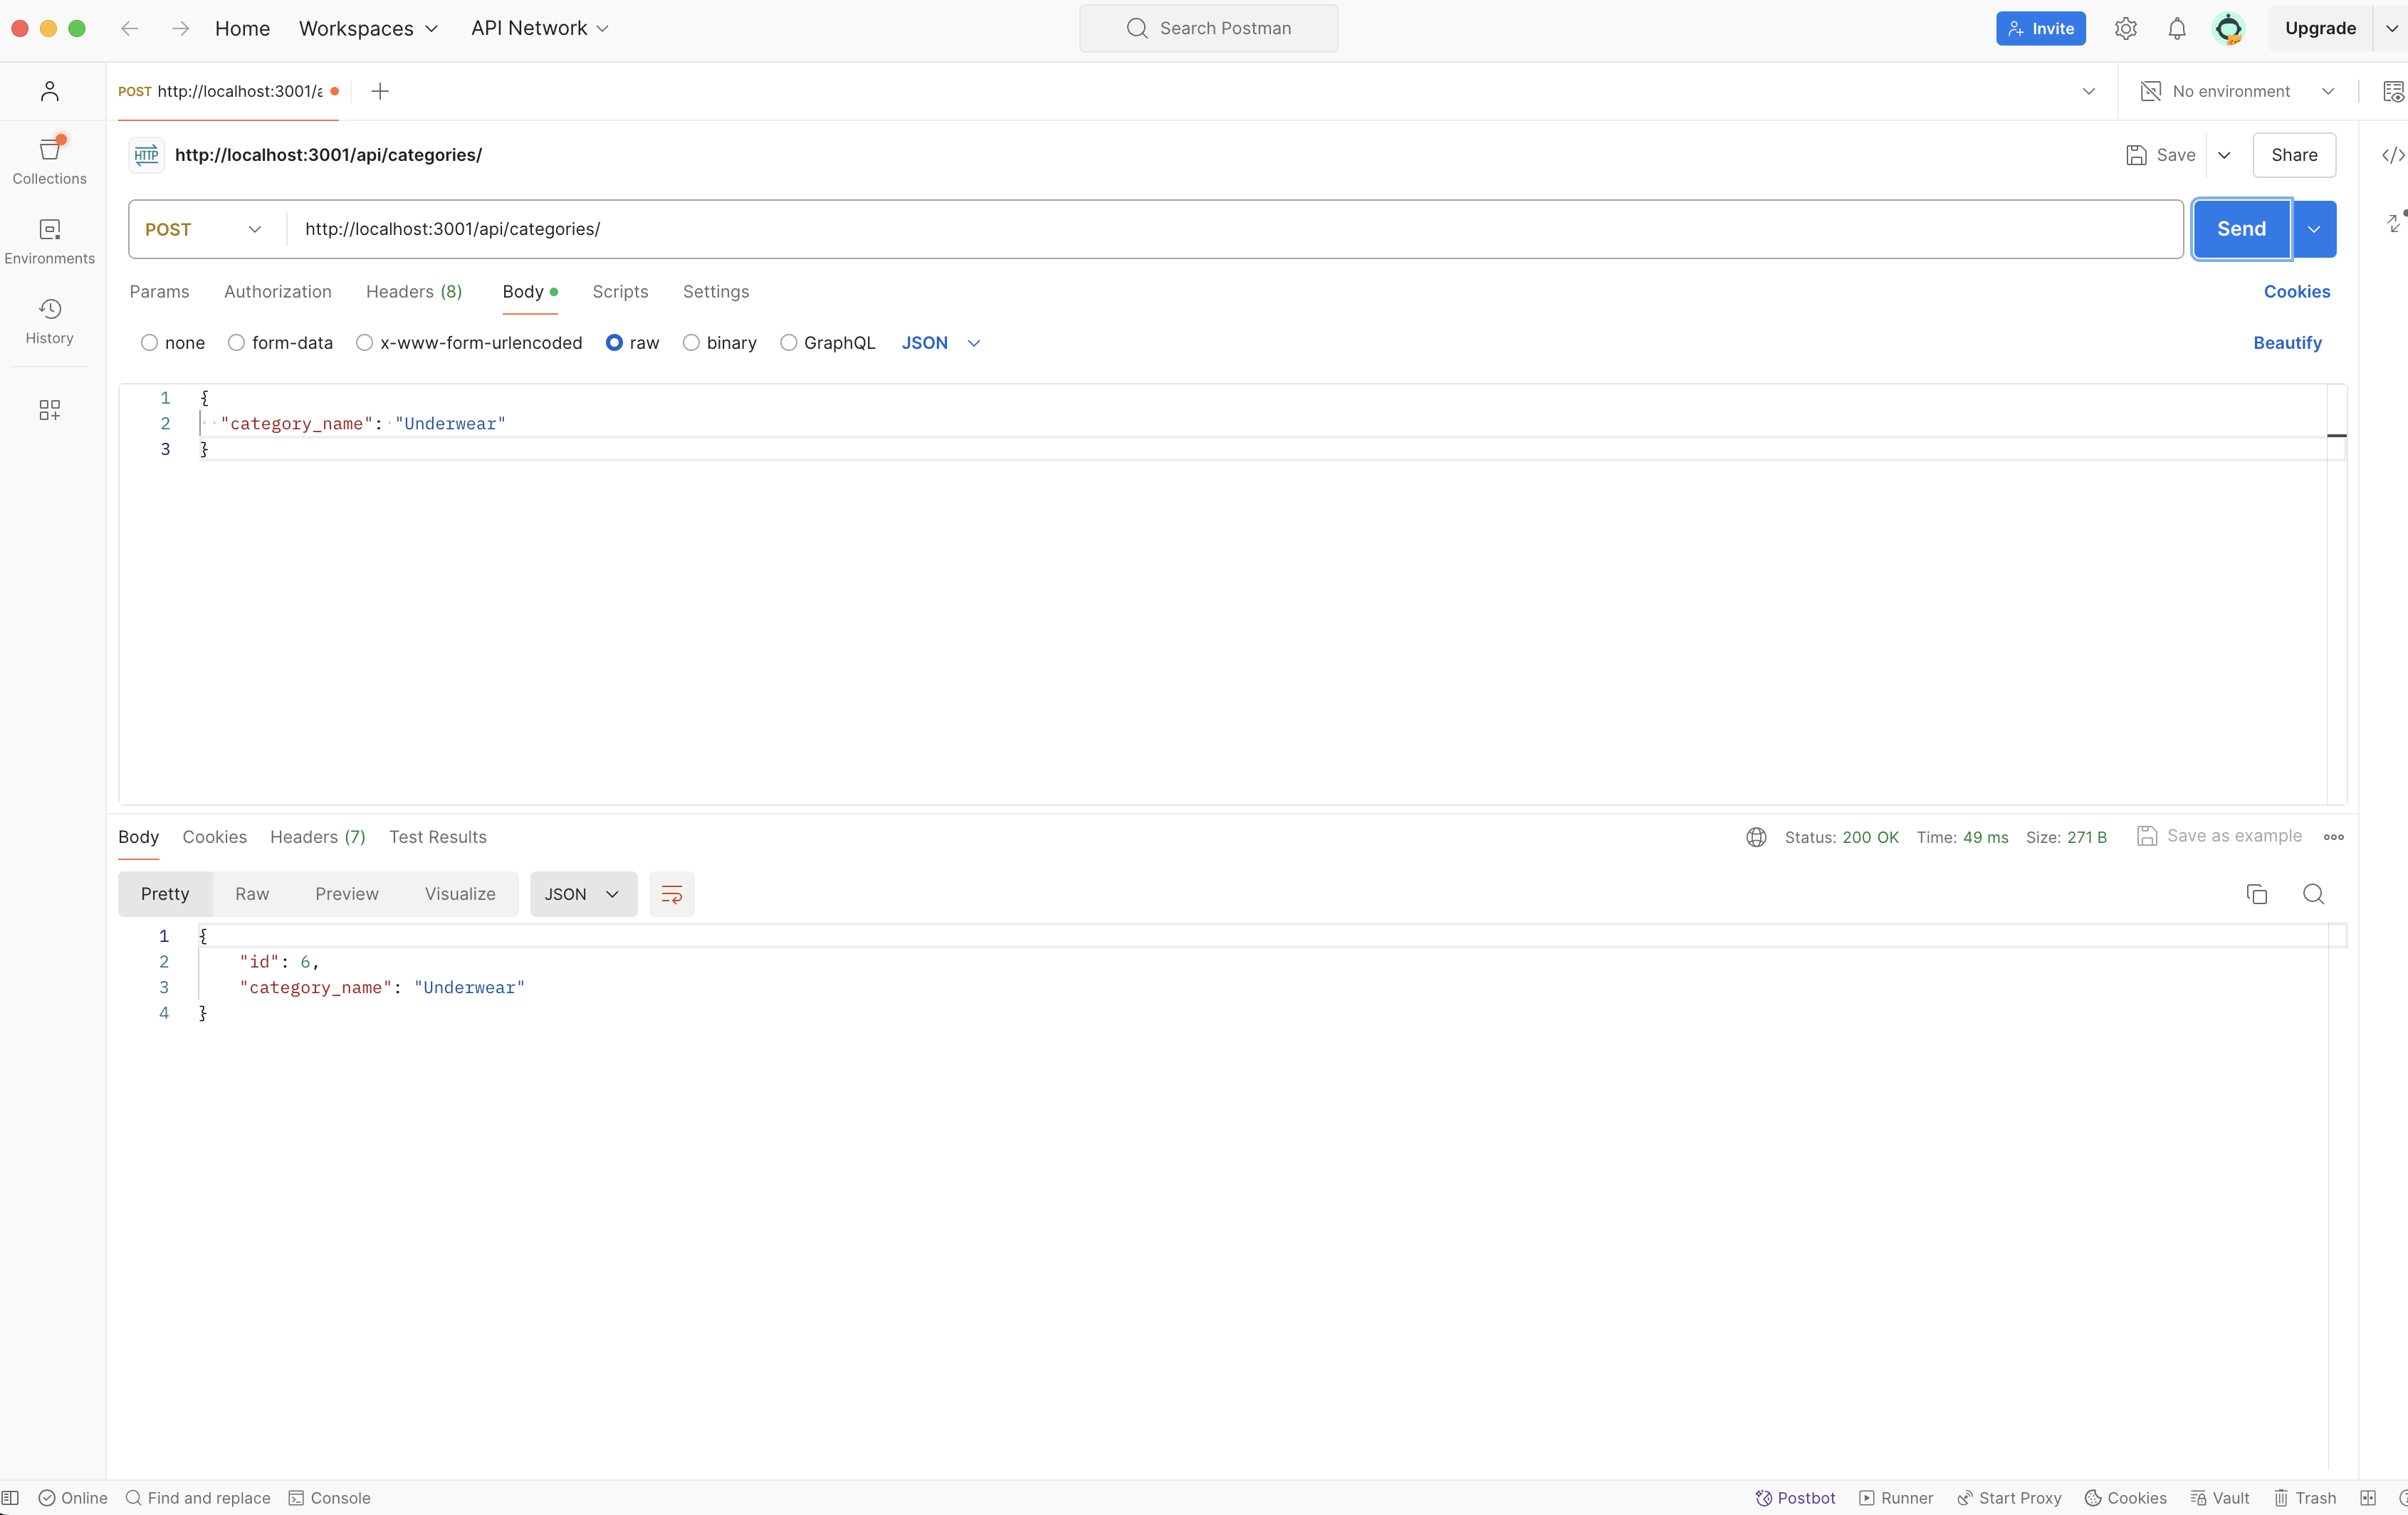 Home Workspaces API Network Search Postman Invite Upgrade
POST http://localhost:3001/a No environment
Collections
Environments
History
HTTP http://localhost:3001/api/categories/ Save Share
POST http://localhost:3001/api/categories/ Send
Params Authorization Headers (8) Body Scripts Settings Cookies
none form-data x-www-form-urlencoded raw binary GraphQL JSON Beautify
1 {
2 "category_name": "Underwear"
3 }
Body Cookies Headers (7) Test Results Status: 200 OK Time: 49 ms Size: 271 B Save as example
Pretty Raw Preview Visualize JSON
1 {
2 "id": 6,
3 "category_name": "Underwear"
4 }
Online Find and replace Console Postbot Runner Start Proxy Cookies Vault Trash